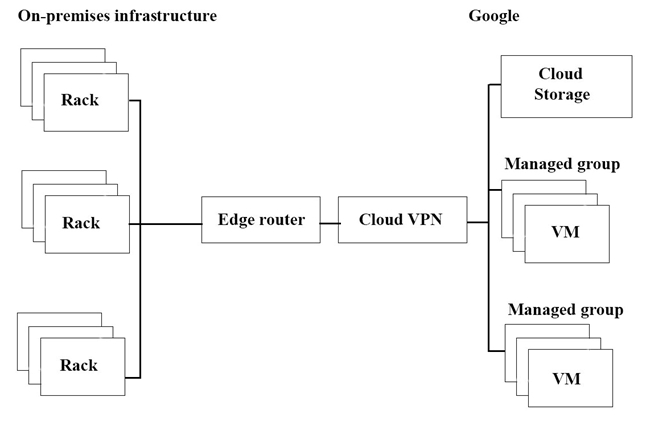 On-premises infrastructure
Google
Rack
Rack
Rack
Edge router
Cloud VPN
Cloud
Storage
Managed group
VM
Managed group
VM